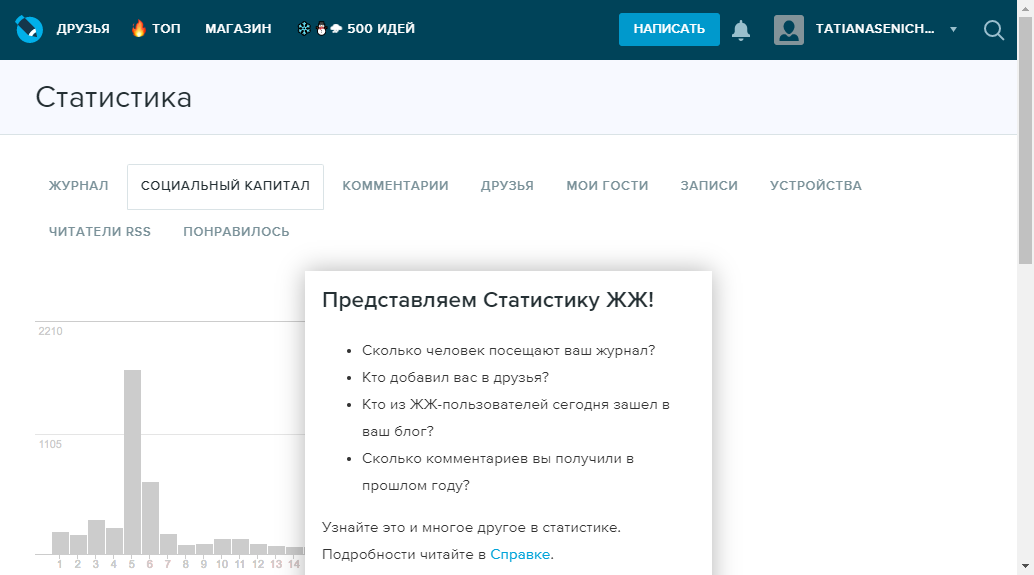 ДРУЗЬЯ ТОП МАГАЗИН 500 ИДЕЙ НАПИСАТЬ TATIANASENICH...
Статистика
ЖУРНАЛ СОЦИАЛЬНЫЙ КАПИТАЛ КОММЕНТАРИИ ДРУЗЬЯ МОИ ГОСТИ ЗАПИСИ УСТРОЙСТВА
ЧИТАТЕЛИ RSS ПОНРАВИЛОСЬ
Представляем Статистику ЖЖ!
2210
• Сколько человек посещают ваш журнал?
• Кто добавил вас в друзья?
• Кто из ЖЖ-пользователей сегодня зашел в
ваш блог?
1105
• Сколько комментариев вы получили в
прошлом году?
Узнайте это и многое другое в статистике.
Подробности читайте в Справке.
1 2 3 4 5 6 7 8 9 10 11 12 13 14